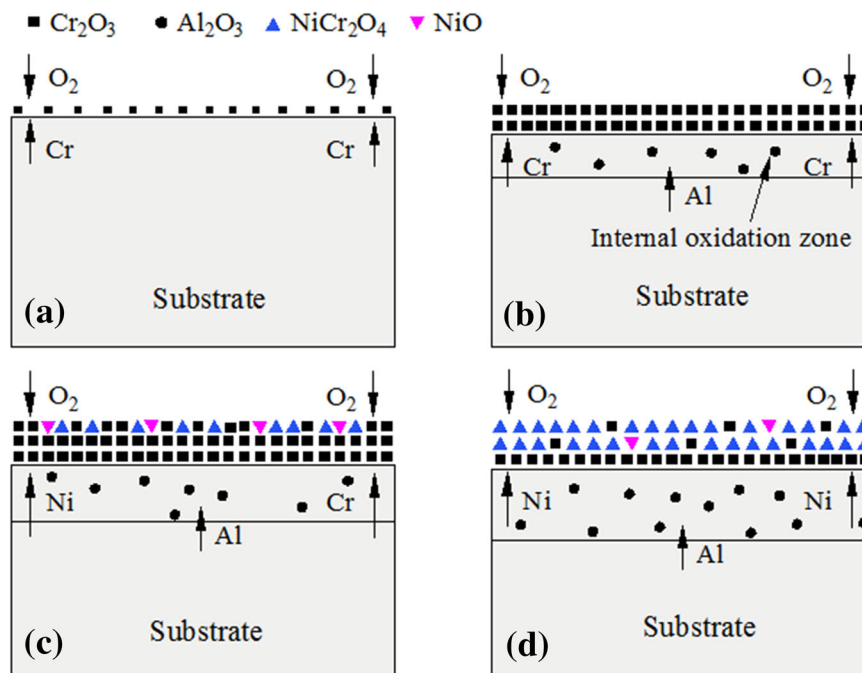 Cr₂O₃ Al₂O₃ NiCr₂O₄ NiO
O₂ O₂
Cr Cr
Substrate
(a)
O₂ O₂
Cr Cr
Al
Internal oxidation zone
Substrate
(b)
O₂ O₂
Ni Cr
Al
Substrate
(c)
O₂ O₂
Ni Ni
Al
Substrate
(d)